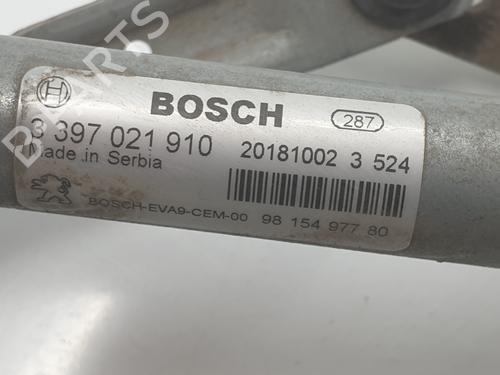 BOSCH
287
3 397 021 910
20181002 3 524
Made in Serbia
BOSCH-EVA9-CEM-00
98 154 977 80